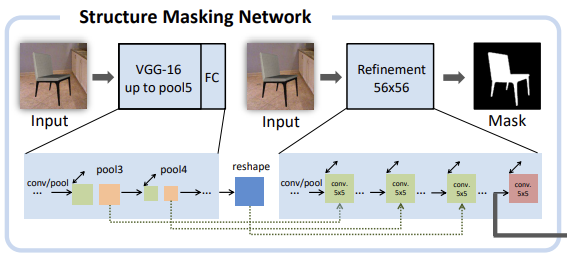 Structure Masking Network
VGG-16
up to pool5
FC
Refinement
56x56
Input
Input
Mask
conv/pool
pool3
pool4
...
...
reshape
conv/pool
...
conv.
5x5
...
conv.
5x5
...
conv.
5x5
...
conv.
5x5